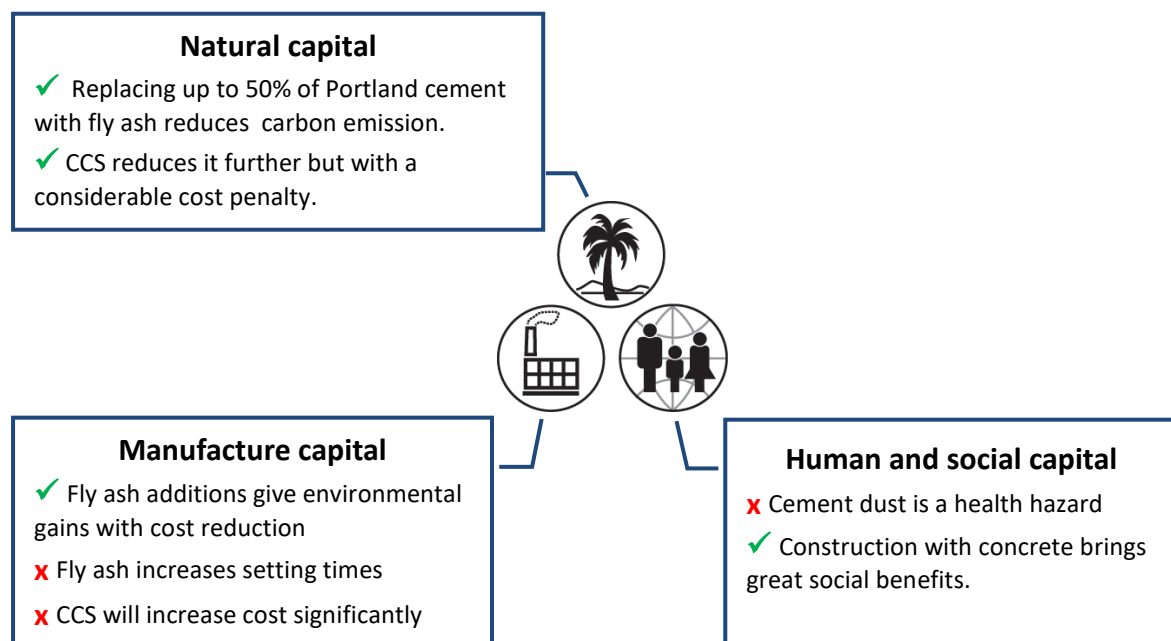 Natural capital
✓ Replacing up to 50% of Portland cement
with fly ash reduces carbon emission.
✓ CCS reduces it further but with a
considerable cost penalty.
Manufacture capital
✓ Fly ash additions give environmental
gains with cost reduction
x Fly ash increases setting times
x CCS will increase cost significantly
Human and social capital
x Cement dust is a health hazard
✓ Construction with concrete brings
great social benefits.